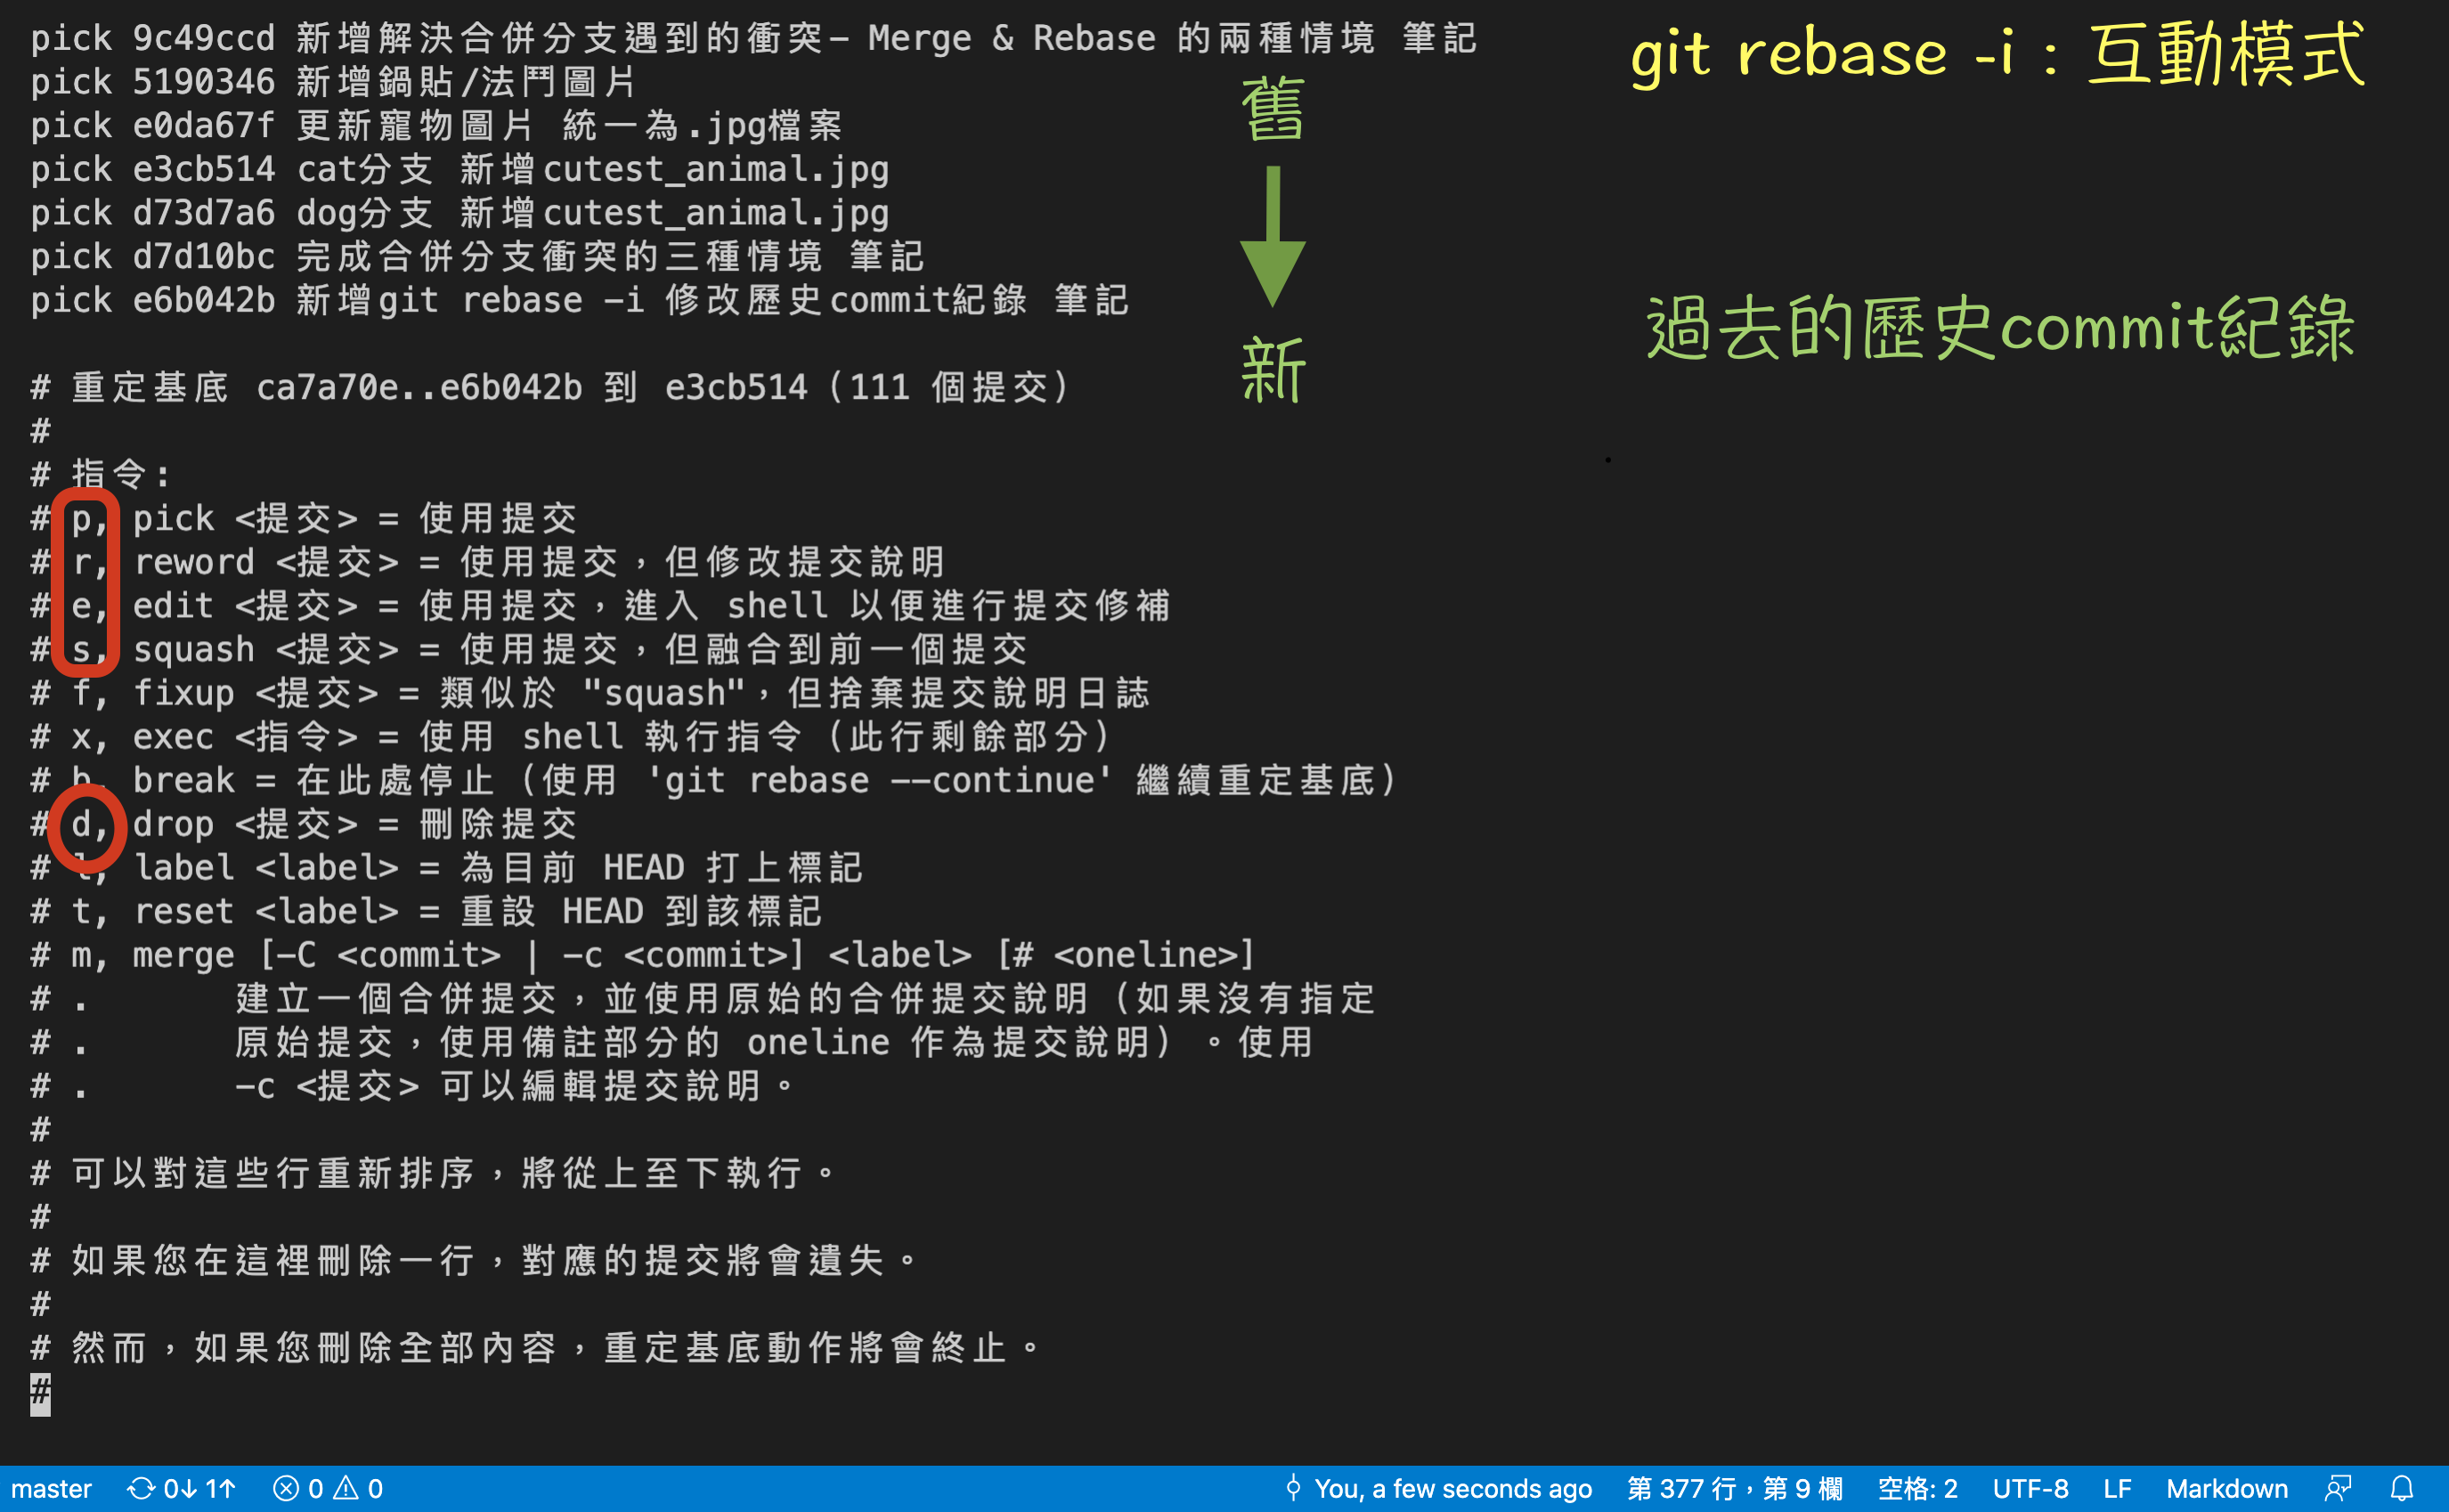 pick 9c49ccd 新增解決合併分支遇到的衝突- Merge & Rebase 的兩種情境 筆記
pick 5190346 新增鍋貼/法鬥圖片
pick e0da67f 更新寵物圖片 統一為.jpg檔案
pick e3cb514 cat分支 新增cutest_animal.jpg
pick d73d7a6 dog分支 新增cutest_animal.jpg
pick d7d10bc 完成合併分支衝突的三種情境 筆記
pick e6b042b 新增git rebase -i 修改歷史commit紀錄 筆記
git rebase -i : 互動模式
舊
新
過去的歷史commit紀錄
# 重定基底 ca7a70e..e6b042b 到 e3cb514 (111 個提交)
#
# 指令:
# p, pick <提交> = 使用提交
# r, reword <提交> = 使用提交，但修改提交說明
# e, edit <提交> = 使用提交，進入 shell 以便進行提交修補
# s, squash <提交> = 使用提交，但融合到前一個提交
# f, fixup <提交> = 類似於 "squash"，但捨棄提交說明日誌
# x, exec <指令> = 使用 shell 執行指令 (此行剩餘部分)
# b, break = 在此處停止 (使用 'git rebase --continue' 繼續重定基底)
# d, drop <提交> = 刪除提交
# l, label <label> = 為目前 HEAD 打上標記
# t, reset <label> = 重設 HEAD 到該標記
# m, merge [-C <commit> | -c <commit>] <label> [# <oneline>]
# . 建立一個合併提交，並使用原始的合併提交說明 (如果沒有指定
# . 原始提交，使用備註部分的 oneline 作為提交說明) 。使用
# . -c <提交> 可以編輯提交說明。
#
# 可以對這些行重新排序，將從上至下執行。
#
# 如果您在這裡刪除一行，對應的提交將會遺失。
#
# 然而，如果您刪除全部內容，重定基底動作將會終止。
#
master 0↓ 1↑ 0 0 You, a few seconds ago 第 377 行，第 9 欄 空格: 2 UTF-8 LF Markdown